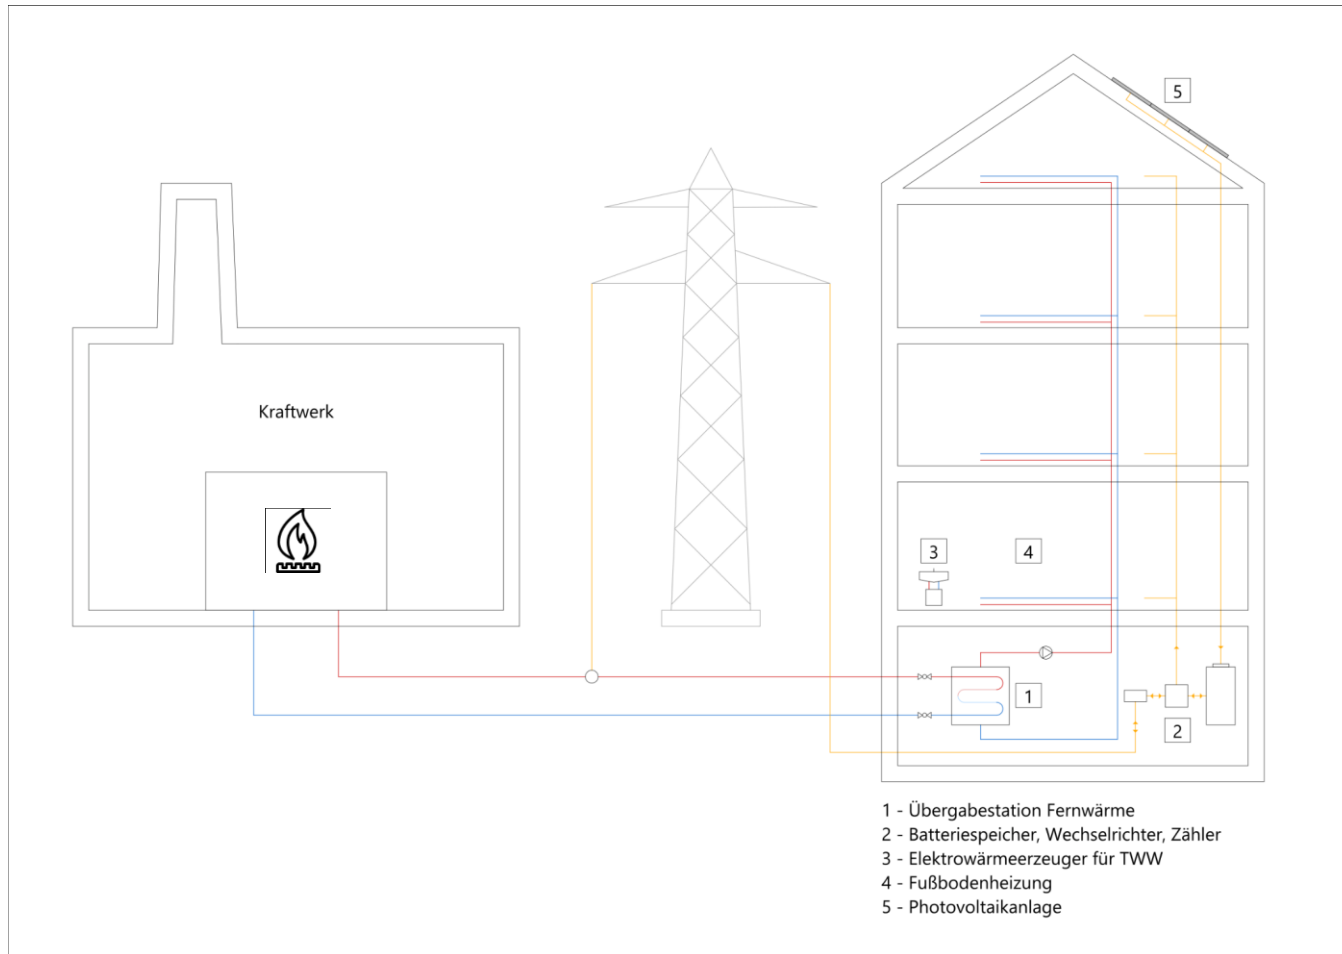 5
Kraftwerk
3
4
1
2
1 - Übergabestation Fernwärme
2 - Batteriespeicher, Wechselrichter, Zähler
3 - Elektrowärmeerzeuger für TWW
4 - Fußbodenheizung
5 - Photovoltaikanlage